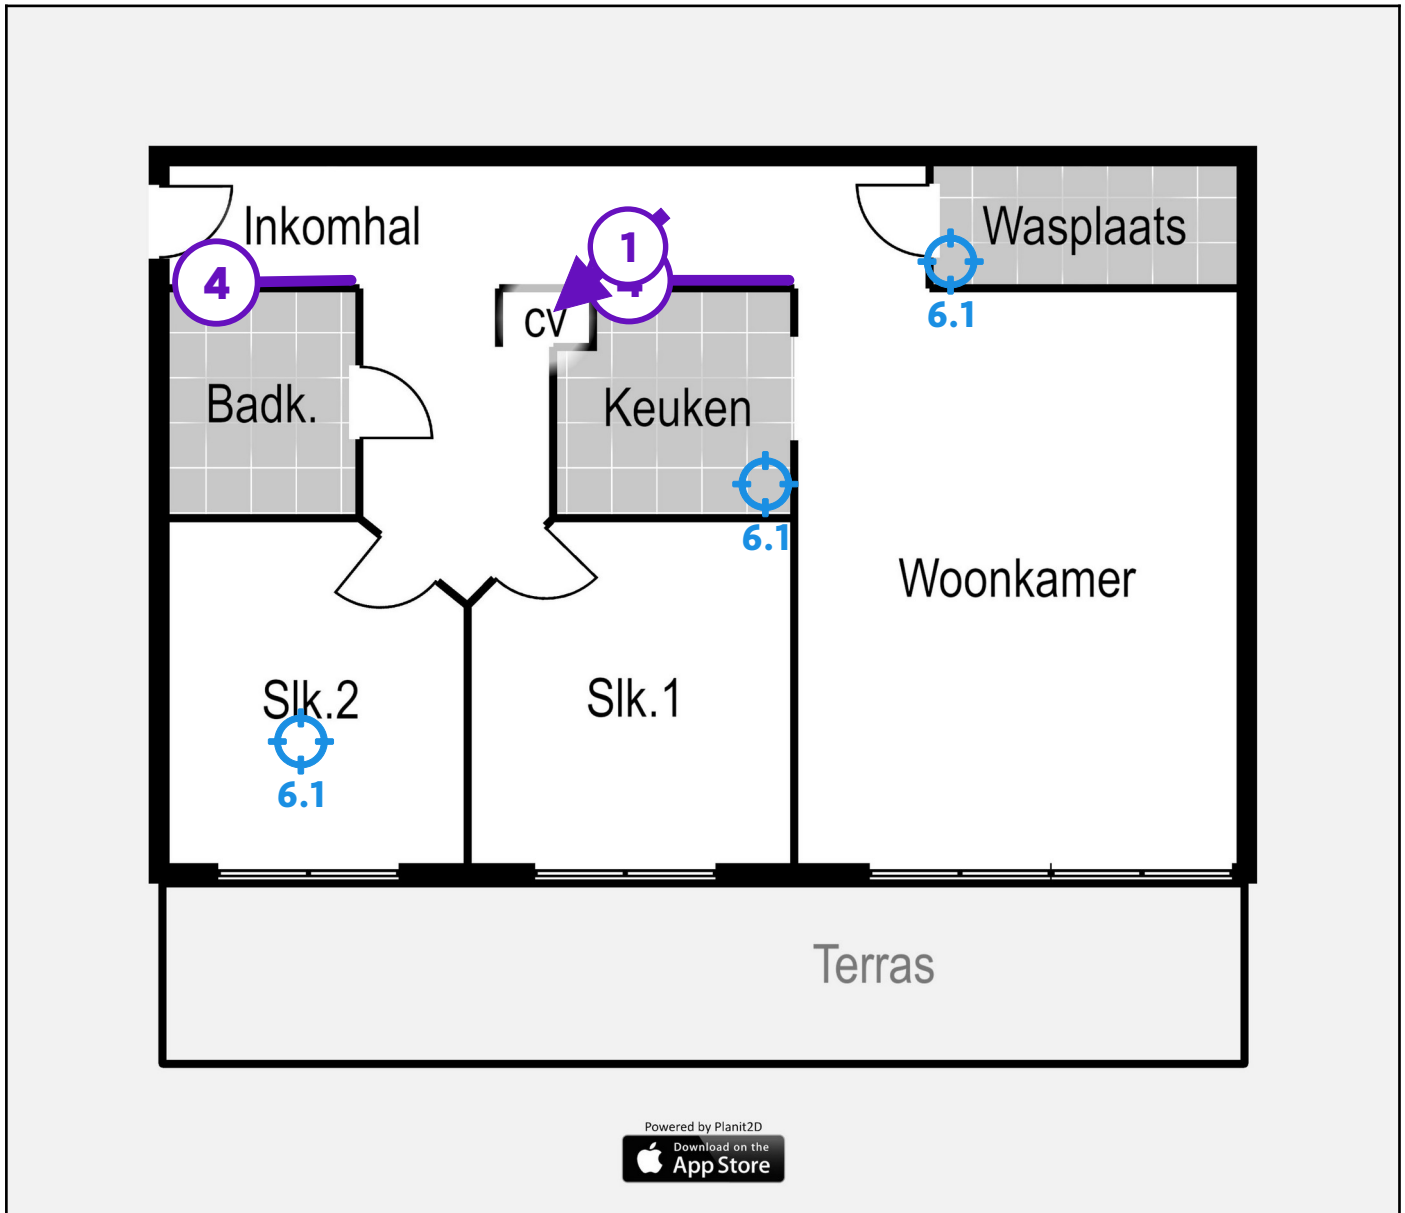 Inkomhal
1
Wasplaats
4
4
6.1
cv
Badk.
Keuken
6.1
Woonkamer
Slk.2
Slk.1
6.1
Terras
Powered by Planit2D
Download on the
App Store